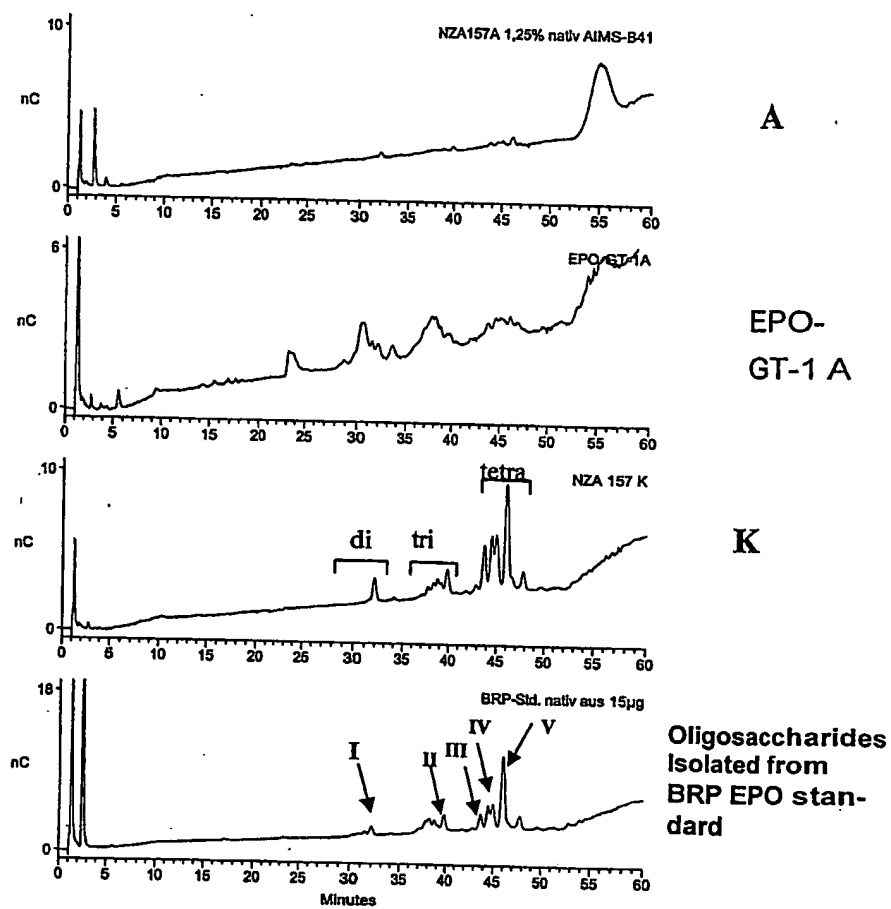 10
nC
0
NZA157A 1,25% nativ AIMS-B41
A
0 5 10 15 20 25 30 35 40 45 50 55 60
6
nC
0
EPO-GT-1A
EPO-
GT-1 A
0 5 10 15 20 25 30 35 40 45 50 55 60
10
nC
0
di
tri
tetra
NZA 157 K
K
0 5 10 15 20 25 30 35 40 45 50 55 60
18
nC
0
BRP-Std. nativ aus 15µg
I
II
III
IV
V
Oligosaccharides
Isolated from
BRP EPO stan-
dard
0 5 10 15 20 25 30 35 40 45 50 55 60
Minutes